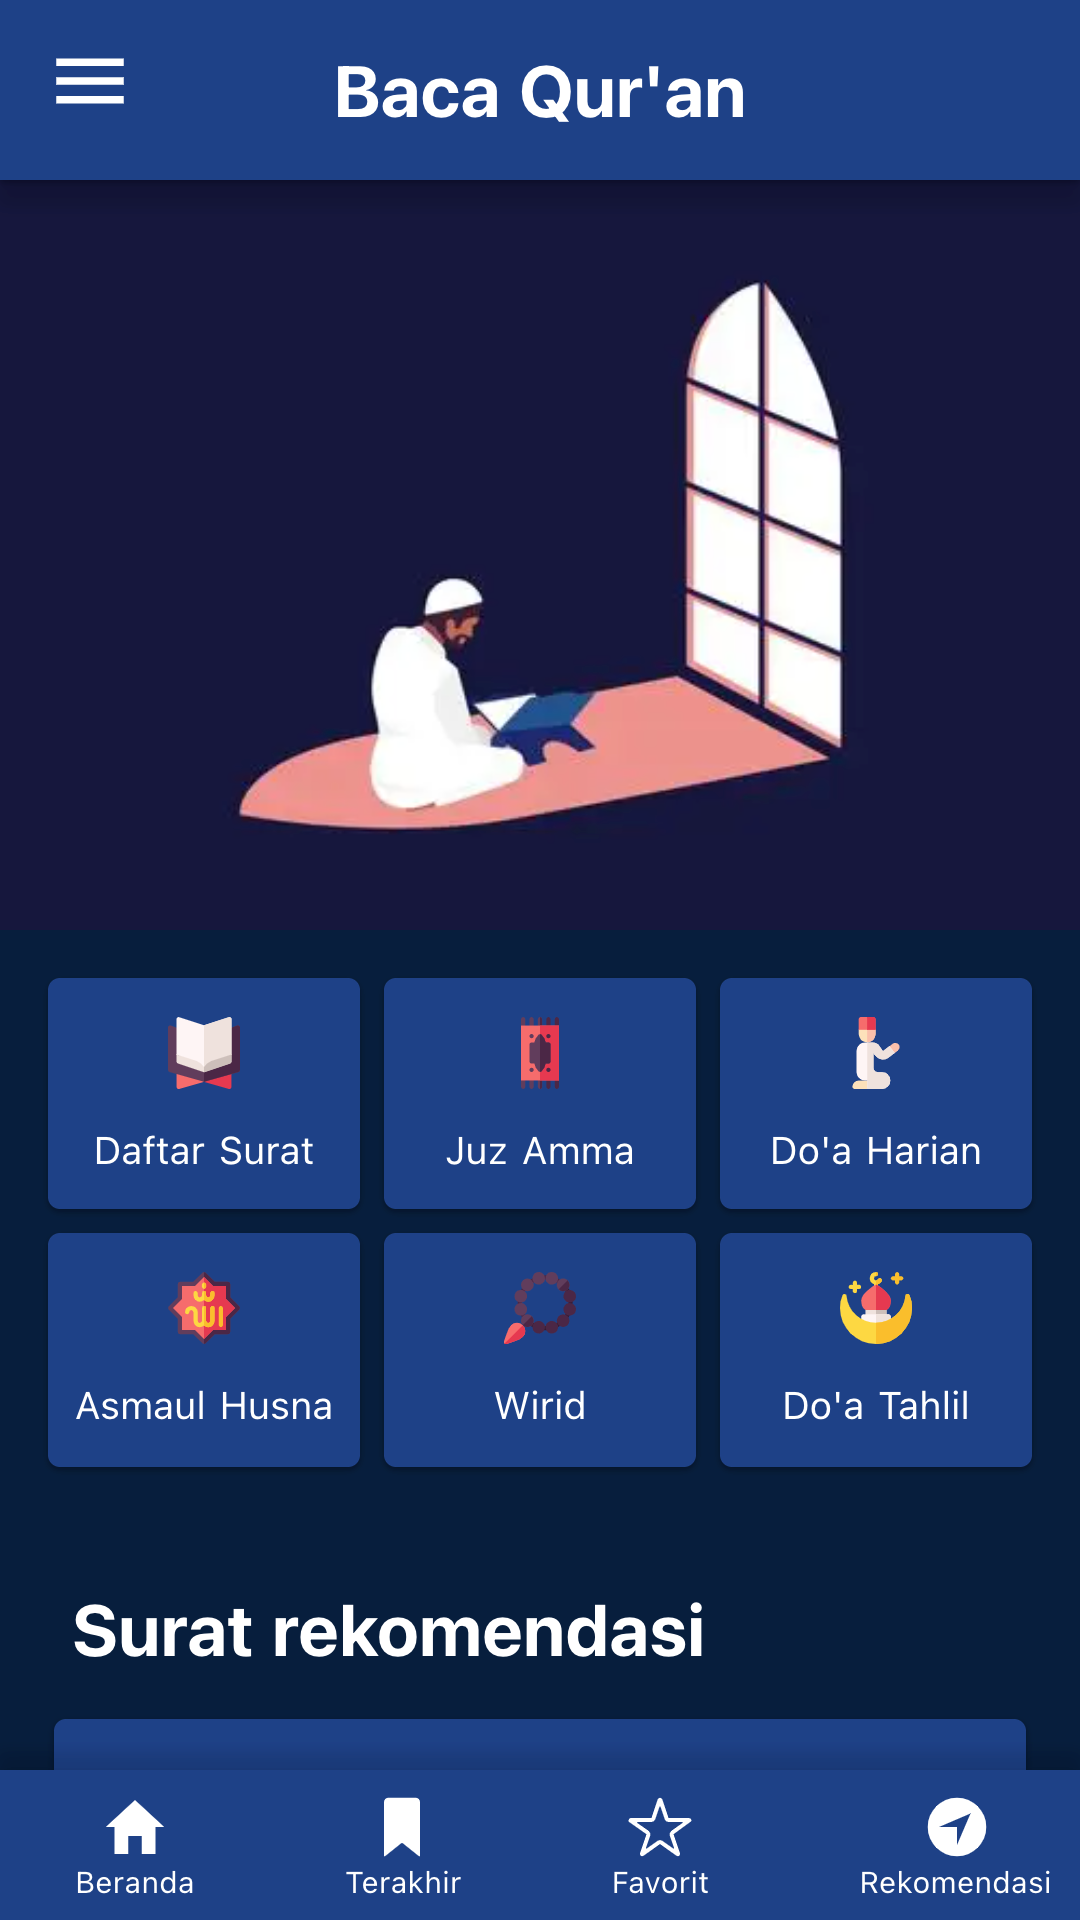 Baca Qur'an
Daftar Surat
Juz Amma
Do'a Harian
الله
Asmaul Husna
Wirid
Do'a Tahlil
Surat rekomendasi
Beranda
Terakhir
Favorit
Rekomendasi